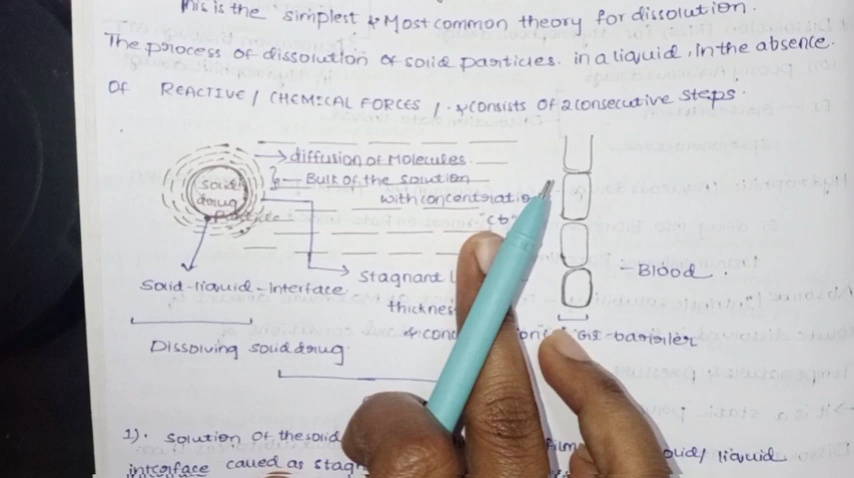 This is the simplest & Most common theory for dissolution.
The process of dissolution of solid particles. in a liquid, in the absence.
Of REACTIVE / CHEMICAL FORCES /. & consists Of 2 consecutive steps.
→ diffusion of Molecules.
Solid
drug
Particle
Bulk of the solution
with concentration
"Cb"
Stagnant
Solid-liquid-interface
thickness
- Blood.
&
GI-barrier
Dissolving solid drug
1). Solution Of the solid
Film
solid/liquid
interface called as